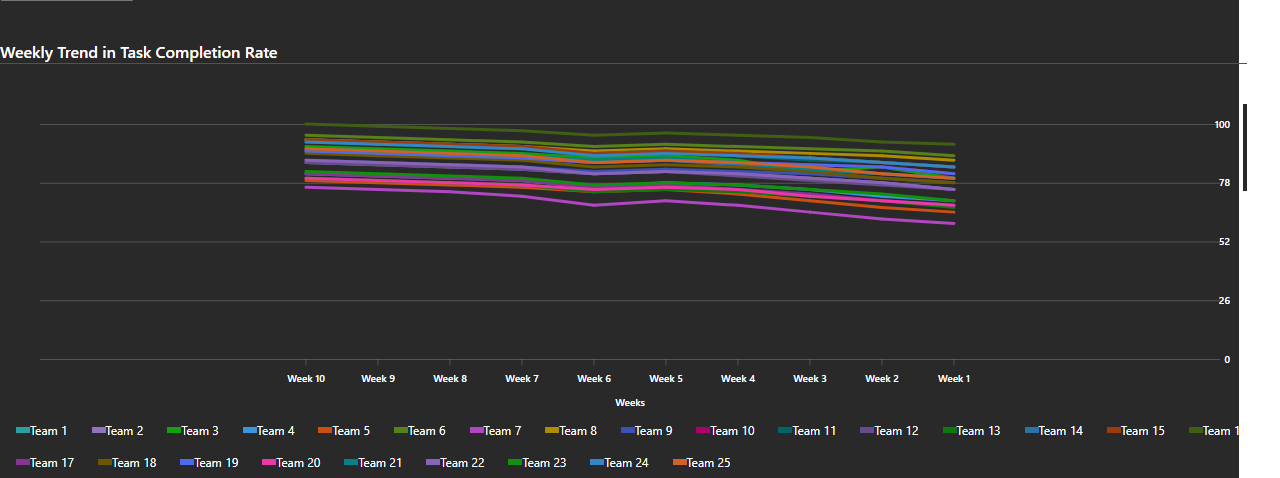 Weekly Trend in Task Completion Rate
100
78
52
26
0
Week 10 Week 9 Week 8 Week 7 Week 6 Week 5 Week 4 Week 3 Week 2 Week 1
Weeks
Team 1 Team 2 Team 3 Team 4 Team 5 Team 6 Team 7 Team 8 Team 9 Team 10 Team 11 Team 12 Team 13 Team 14 Team 15 Team 1
Team 17 Team 18 Team 19 Team 20 Team 21 Team 22 Team 23 Team 24 Team 25